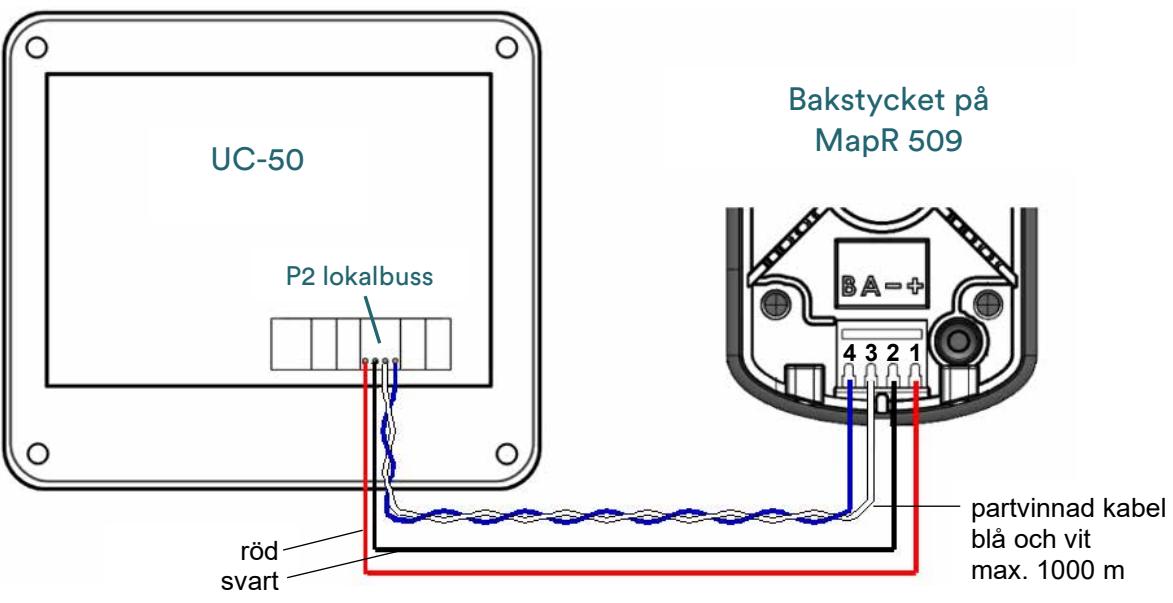 UC-50
P2 lokalbuss
Bakstycket på
MapR 509
B A - +
4 3 2 1
röd
svart
partvinnad kabel
blå och vit
max. 1000 m